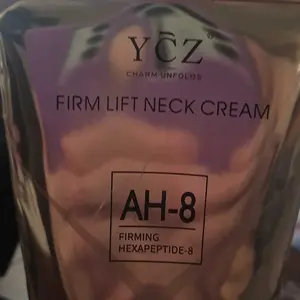 YCZ®
CHARM UNFOLDS
FIRM LIFT NECK CREAM
AH-8
FIRMING
HEXAPEPTIDE-8